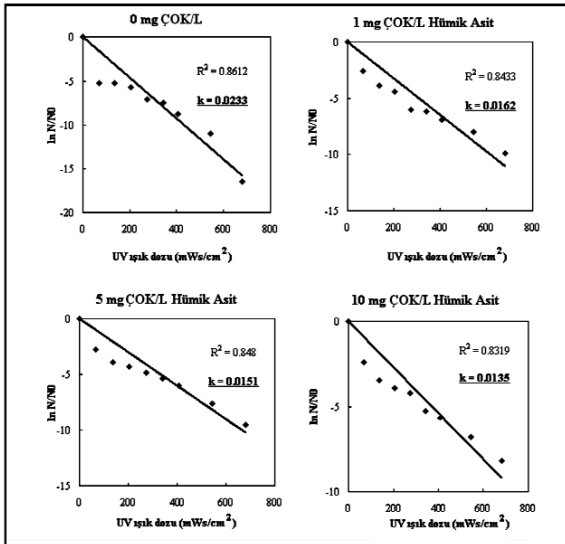 0 mg ÇOK/L
0
-5
-10
-15
-20
0 200 400 600 800
ln N/N0
R² = 0.8612
k = 0.0233
UV ışık dozu (mWs/cm²)
1 mg ÇOK/L Hümik Asit
0
-5
-10
-15
0 200 400 600 800
ln N/N0
R² = 0.8433
k = 0.0162
UV ışık dozu (mWs/cm²)
5 mg ÇOK/L Hümik Asit
0
-5
-10
-15
0 200 400 600 800
ln N/N0
R² = 0.848
k = 0.0151
UV ışık dozu (mWs/cm²)
10 mg ÇOK/L Hümik Asit
0
-5
-10
0 200 400 600 800
ln N/N0
R² = 0.8319
k = 0.0135
UV ışık dozu (mWs/cm²)